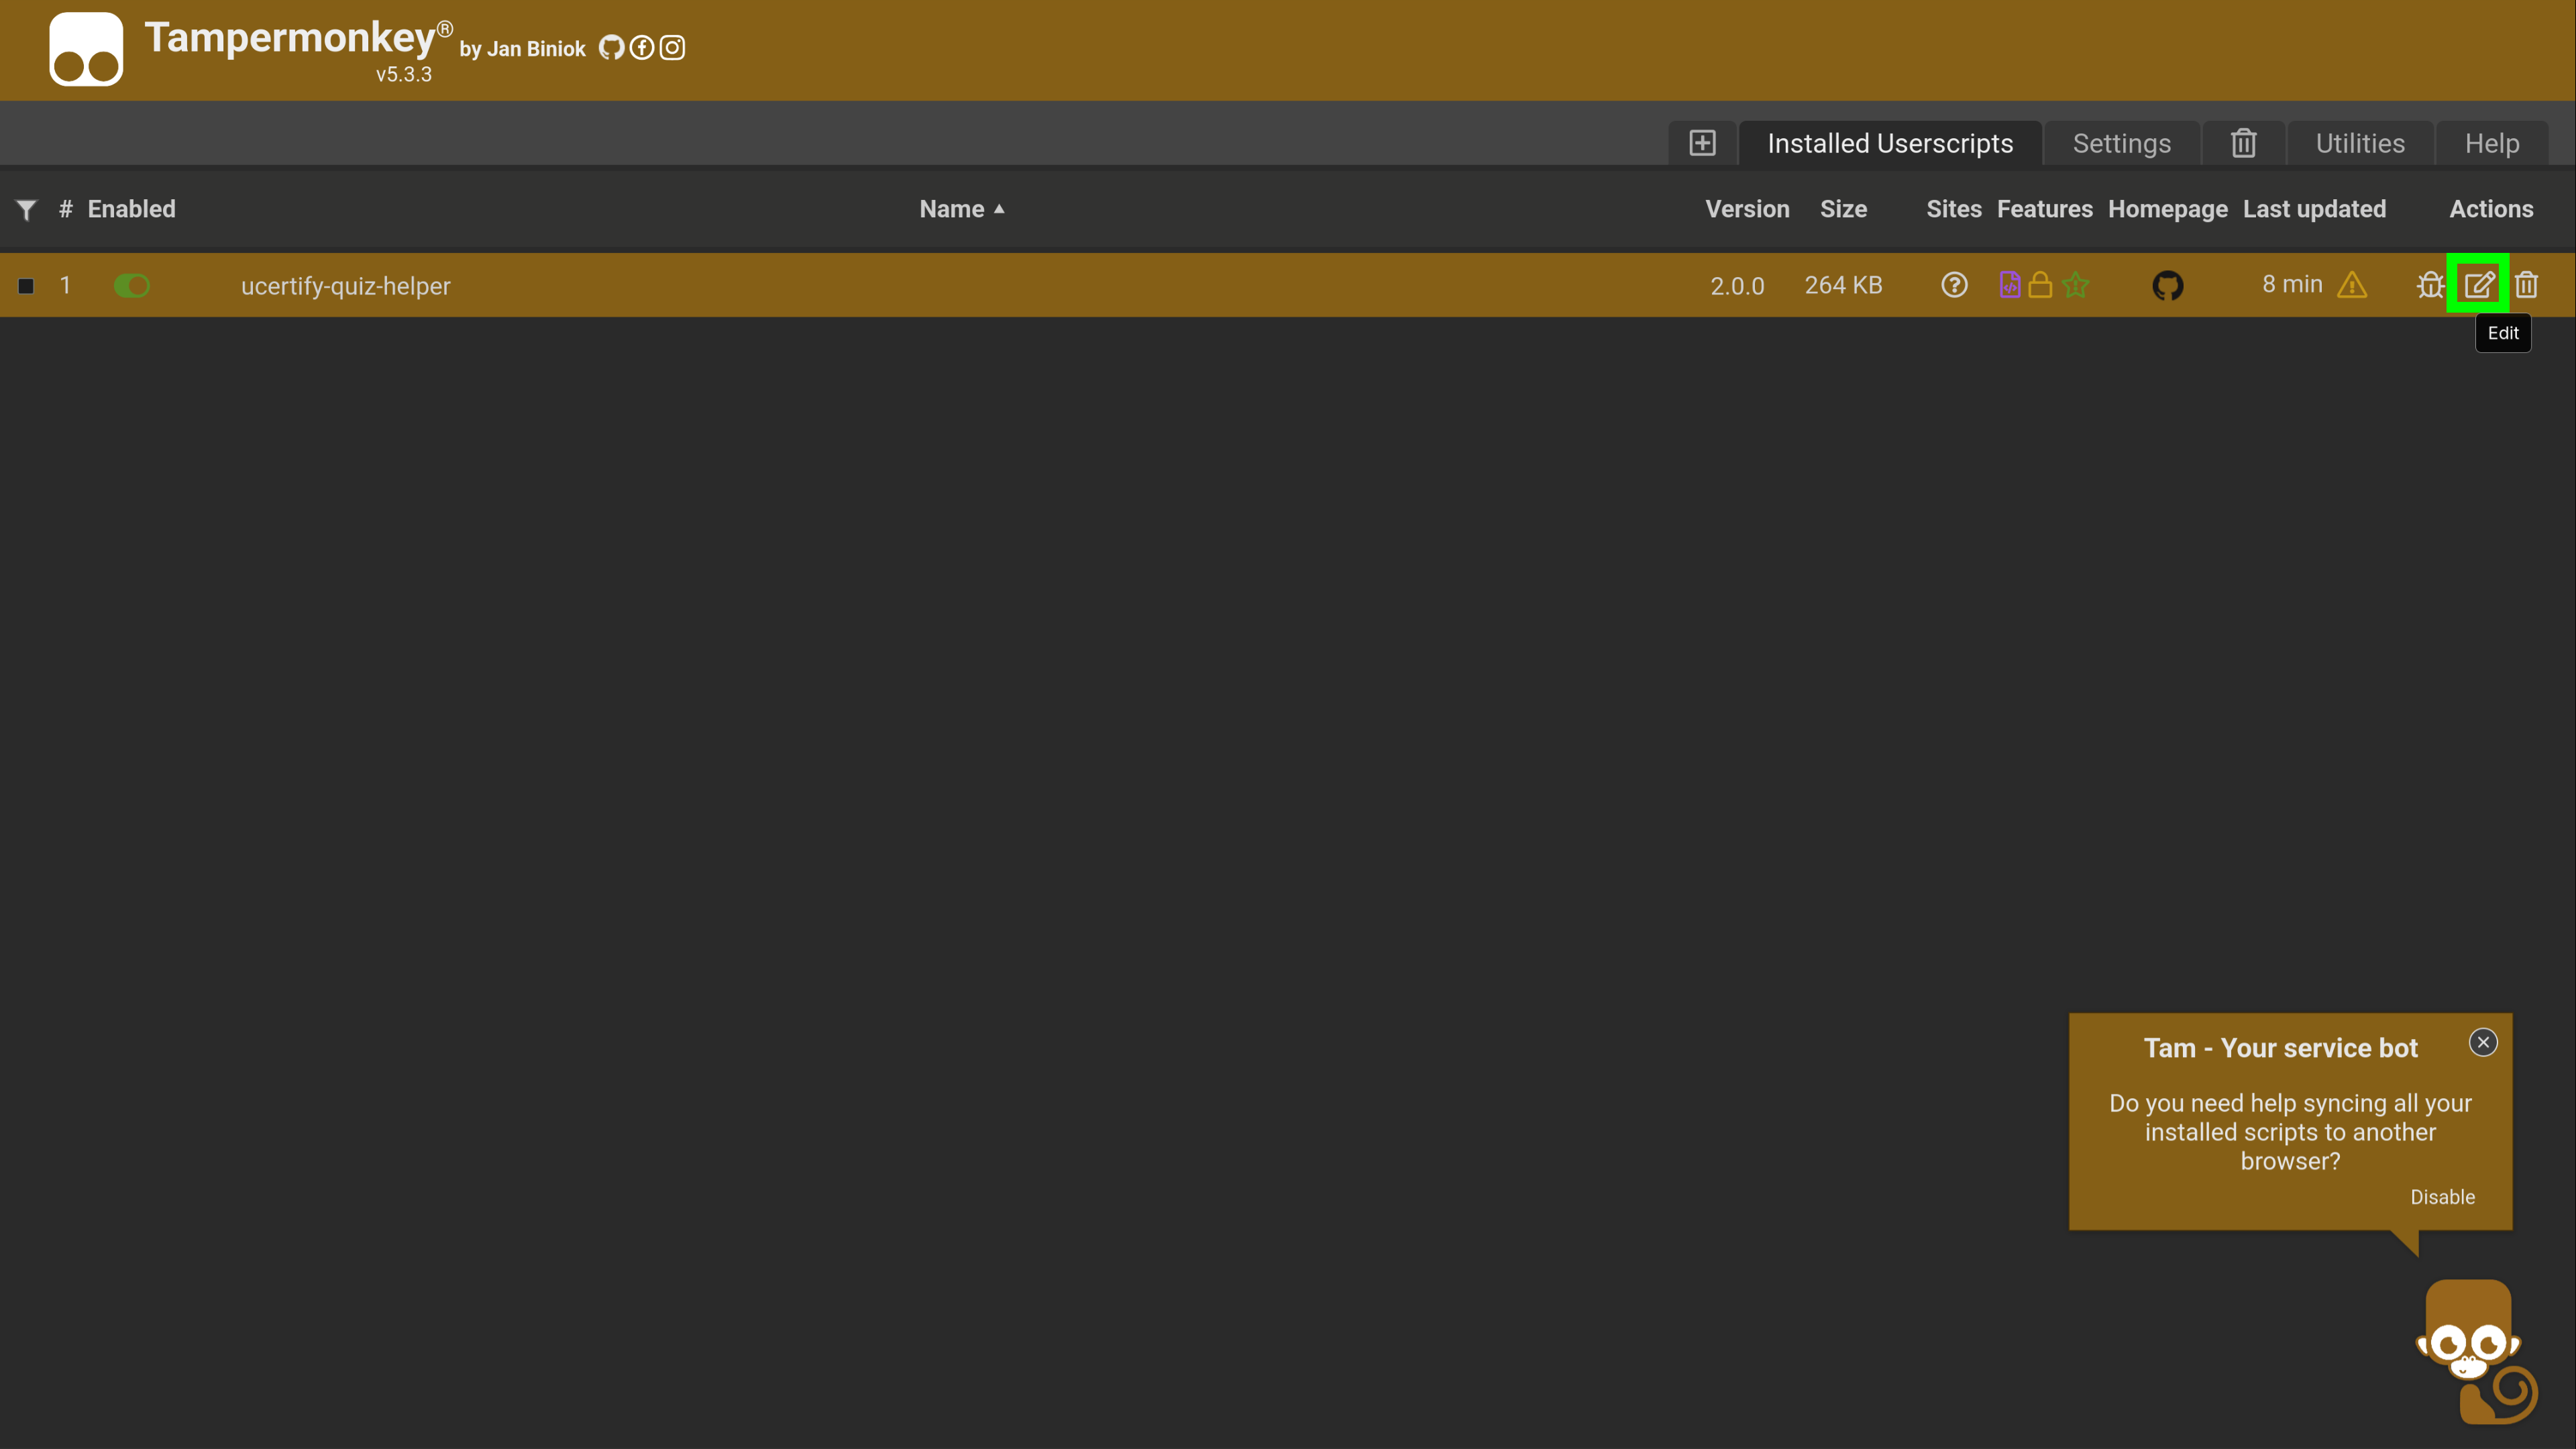 Tampermonkey® by Jan Biniok
v5.3.3
Installed Userscripts Settings Utilities Help
# Enabled Name ▲ Version Size Sites Features Homepage Last updated Actions
1 ucertify-quiz-helper 2.0.0 264 KB 8 min
Edit
Tam - Your service bot
Do you need help syncing all your
installed scripts to another
browser?
Disable